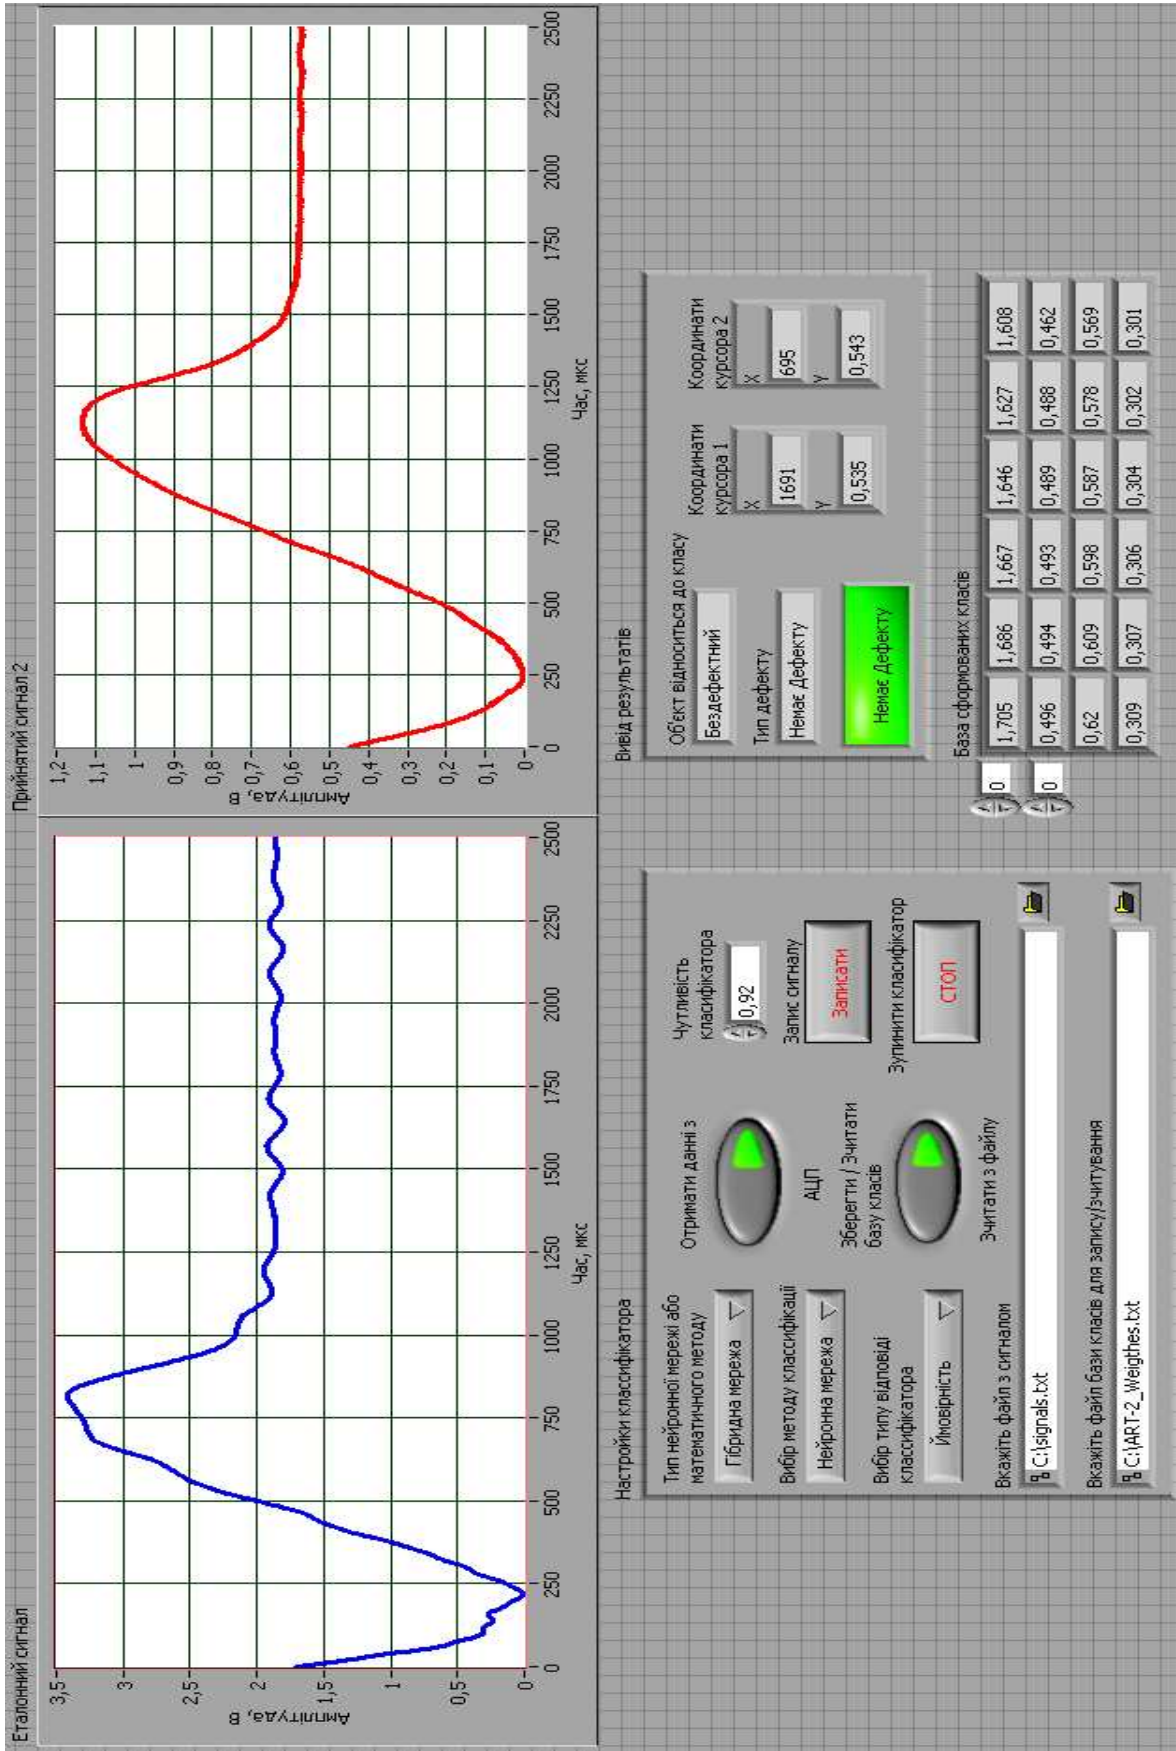 Еталонний сигнал
Амплітуда, В
3,5
3
2,5
2
1,5
1
0,5
0
0 250 500 750 1000 1250 1500 1750 2000 2250 2500
Час, мкс
Прийнятий сигнал 2
Амплітуда, В
1,2
1,1
1
0,9
0,8
0,7
0,6
0,5
0,4
0,3
0,2
0,1
0
0 250 500 750 1000 1250 1500 1750 2000 2250 2500
Час, мкс
Настройки классифікатора
Тип нейронної мережі або
математичного методу
Гібридна мережа
Вибір методу классифікації
Нейронна мережа
Вибір типу відповіді
классифікатора
Ймовірність
Отримати данні з
АЦП
Зберегти / Зчитати
базу класів
Зчитати з файлу
Чутливість
класифікатора
0,92
Запис сигналу
Записати
Зупинити класифікатор
СТОП
Вкажіть файл з сигналом
C:\signals.txt
Вкажіть файл бази класів для запису/зчитування
C:\ART-2_Weigthes.txt
Вивід результатів
Об'єкт відноситься до класу
Бездефектний
Тип дефекту
Немає Дефекту
Немає Дефекту
Координати
курсора 1
X
1691
Y
0,535
Координати
курсора 2
X
695
Y
0,543
База сформованих класів
0
0
1,705 1,686 1,667 1,646 1,627 1,608
0,496 0,494 0,493 0,489 0,488 0,462
0,62 0,609 0,598 0,587 0,578 0,569
0,309 0,307 0,306 0,304 0,302 0,301